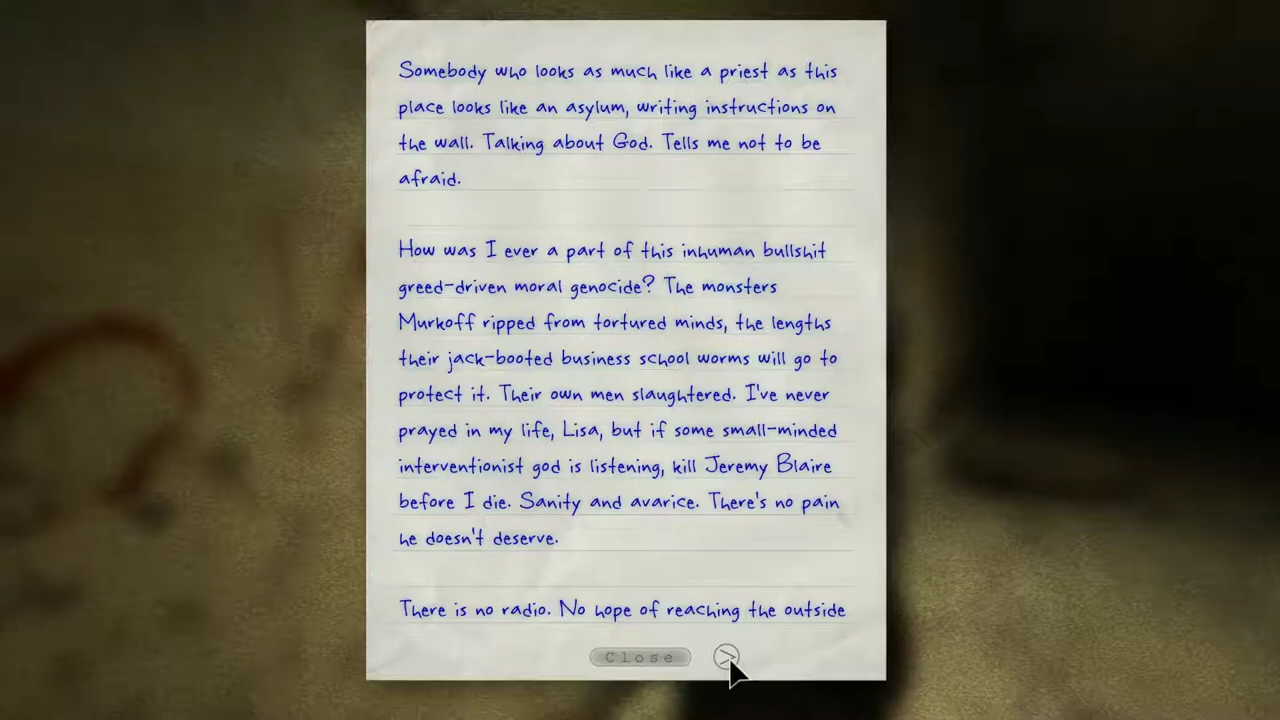 Somebody who looks as much like a priest as this
place looks like an asylum, writing instructions on
the wall. Talking about God. Tells me not to be
afraid.
How was I ever a part of this inhuman bullshit
greed-driven moral genocide? The monsters
Murkoff ripped from tortured minds, the lengths
their jack-booted business school worms will go to
protect it. Their own men slaughtered. I've never
prayed in my life, Lisa, but if some small-minded
interventionist god is listening, kill Jeremy Blaire
before I die. Sanity and avarice. There's no pain
he doesn't deserve.
There is no radio. No hope of reaching the outside
Close >